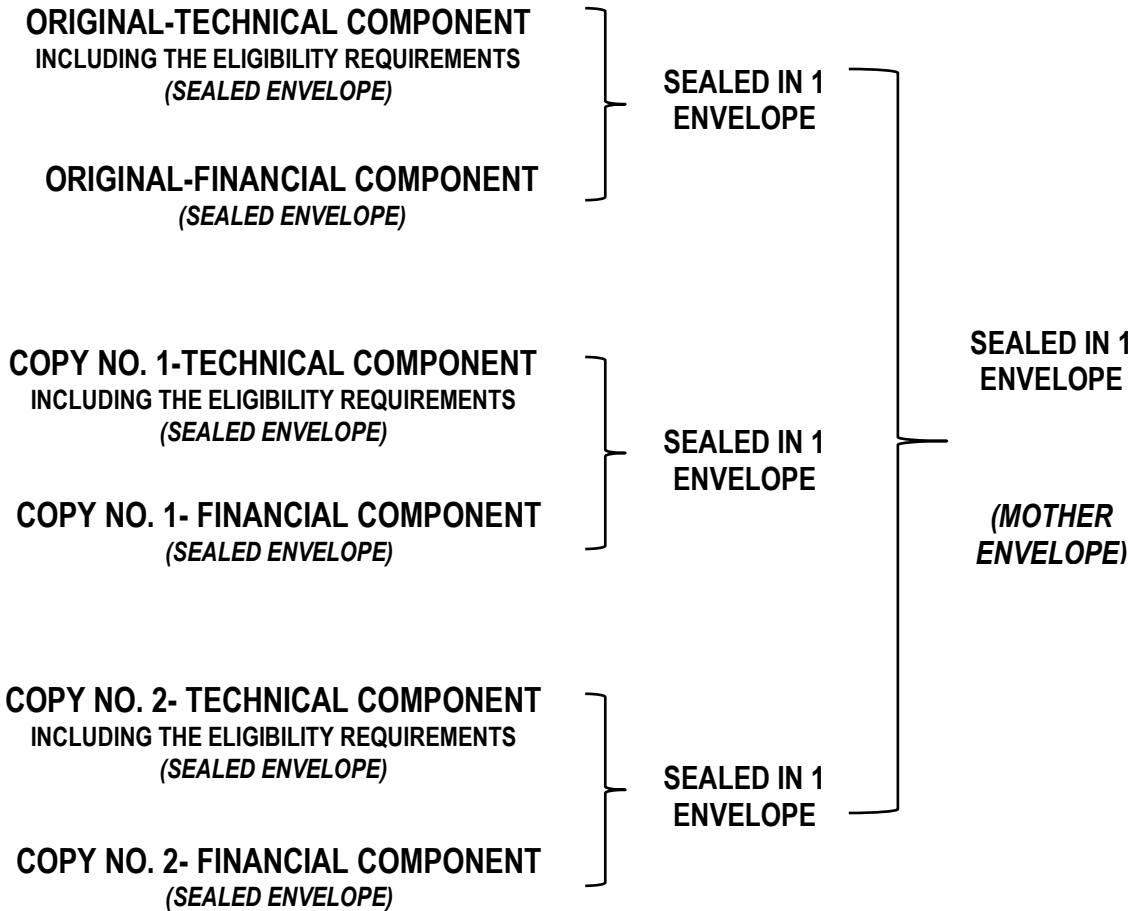 ORIGINAL-TECHNICAL COMPONENT
INCLUDING THE ELIGIBILITY REQUIREMENTS
(SEALED ENVELOPE)
SEALED IN 1
ENVELOPE
ORIGINAL-FINANCIAL COMPONENT
(SEALED ENVELOPE)
COPY NO. 1-TECHNICAL COMPONENT
INCLUDING THE ELIGIBILITY REQUIREMENTS
(SEALED ENVELOPE)
SEALED IN 1
ENVELOPE
COPY NO. 1- FINANCIAL COMPONENT
(SEALED ENVELOPE)
COPY NO. 2- TECHNICAL COMPONENT
INCLUDING THE ELIGIBILITY REQUIREMENTS
(SEALED ENVELOPE)
SEALED IN 1
ENVELOPE
COPY NO. 2- FINANCIAL COMPONENT
(SEALED ENVELOPE)
SEALED IN 1
ENVELOPE
(MOTHER
ENVELOPE)